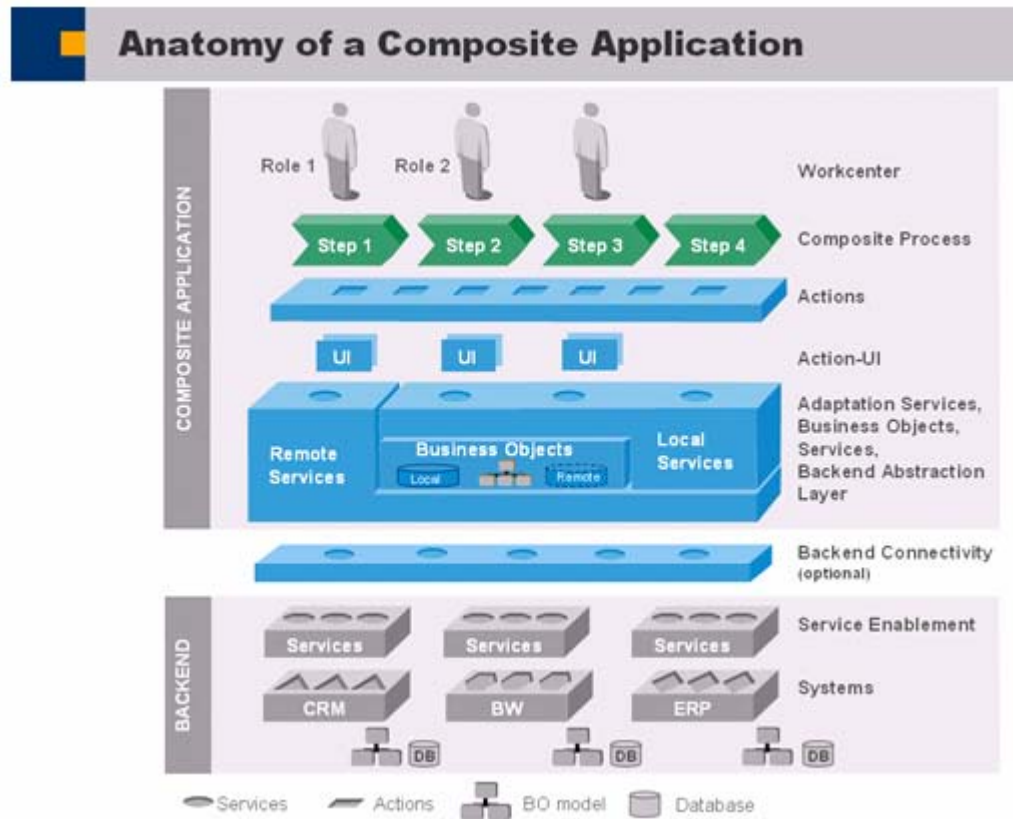 Anatomy of a Composite Application
COMPOSITE APPLICATION
Role 1
Role 2
Workcenter
Step 1
Step 2
Step 3
Step 4
Composite Process
Actions
UI
UI
UI
Action-UI
Remote
Services
Business Objects
Local
Remote
Local
Services
Adaptation Services,
Business Objects,
Services,
Backend Abstraction
Layer
Backend Connectivity
(optional)
BACKEND
Services
Services
Services
Service Enablement
CRM
BW
ERP
Systems
DB
DB
DB
Services
Actions
BO model
Database